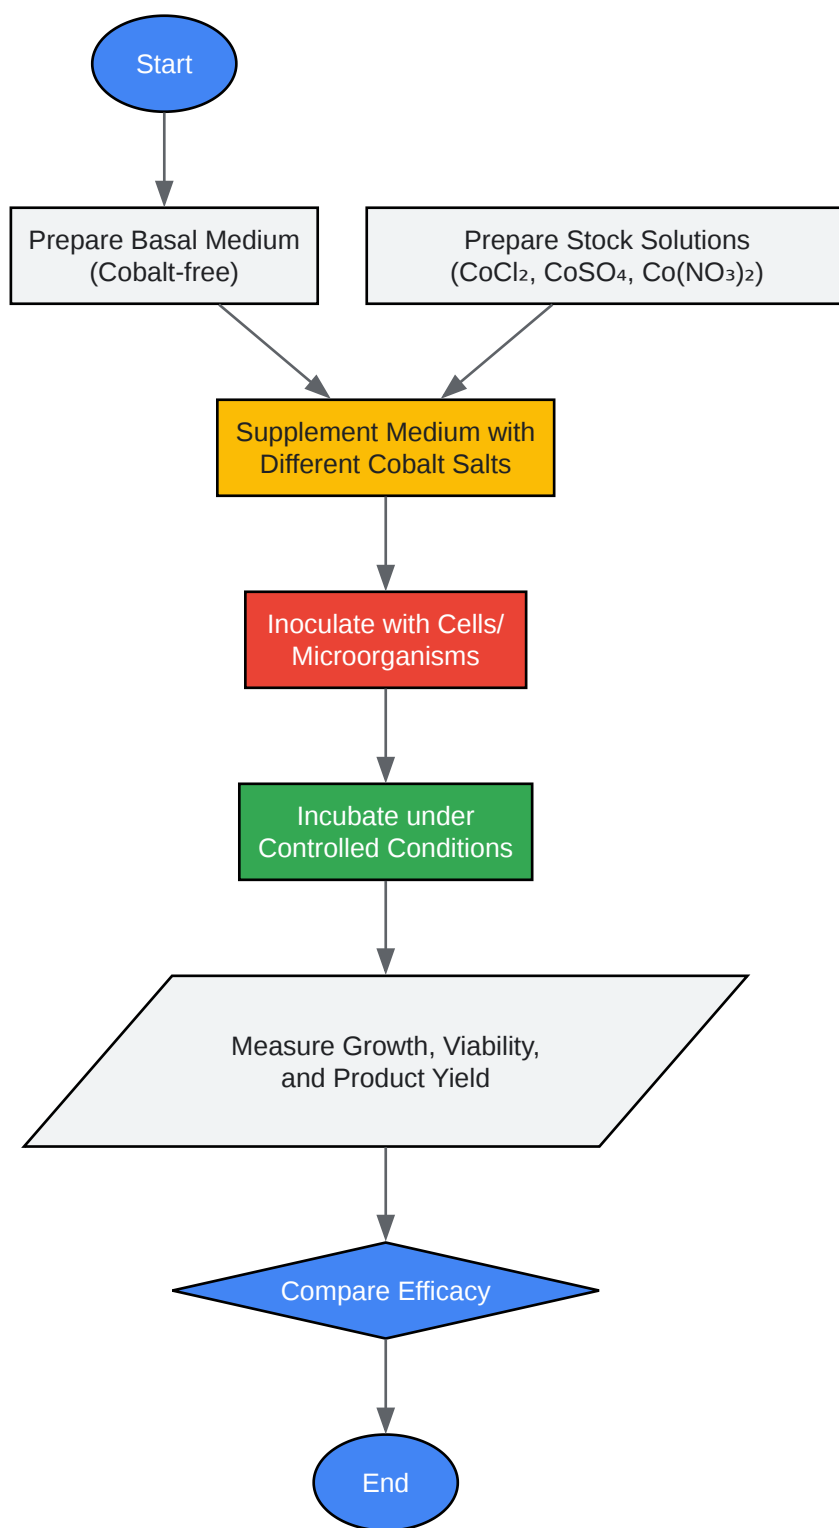 Start
Prepare Basal Medium
(Cobalt-free)
Prepare Stock Solutions
(CoCl₂, CoSO₄, Co(NO₃)₂)
Supplement Medium with
Different Cobalt Salts
Inoculate with Cells/
Microorganisms
Incubate under
Controlled Conditions
Measure Growth, Viability,
and Product Yield
Compare Efficacy
End